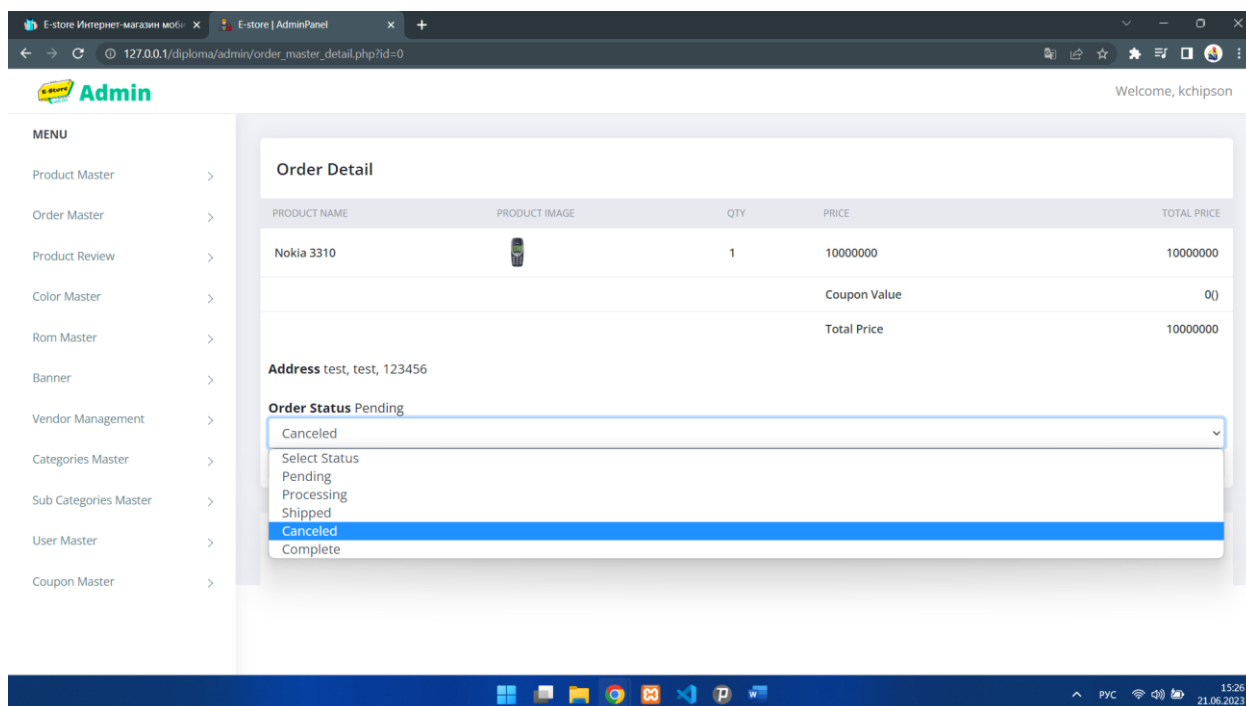 E-store Интернет-магазин моби
E-store | AdminPanel
127.0.0.1/diploma/admin/order_master_detail.php?id=0
E-store Admin
Welcome, kchipson
MENU
Product Master
Order Master
Product Review
Color Master
Rom Master
Banner
Vendor Management
Categories Master
Sub Categories Master
User Master
Coupon Master
Order Detail
PRODUCT NAME PRODUCT IMAGE QTY PRICE TOTAL PRICE
Nokia 3310 1 10000000 10000000
Coupon Value 0()
Total Price 10000000
Address test, test, 123456
Order Status Pending
Canceled
Select Status
Pending
Processing
Shipped
Canceled
Complete
РУС 15:26
21.06.2023